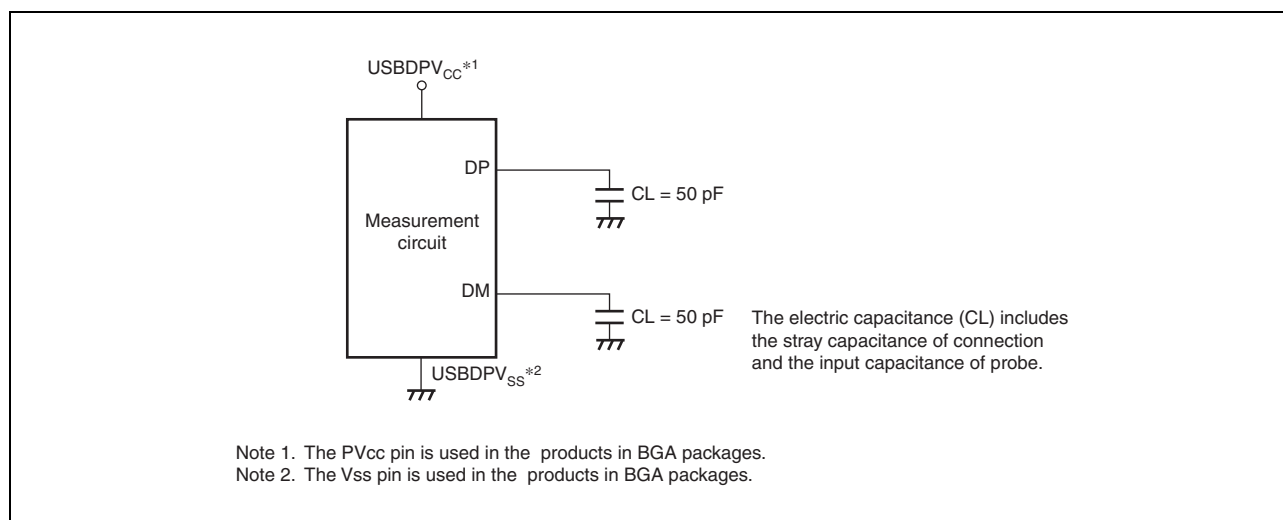 USBDPVCC*1
DP
CL = 50 pF
Measurement
circuit
DM
CL = 50 pF
The electric capacitance (CL) includes
the stray capacitance of connection
and the input capacitance of probe.
USBDPVSS*2
Note 1. The PVcc pin is used in the products in BGA packages.
Note 2. The Vss pin is used in the products in BGA packages.